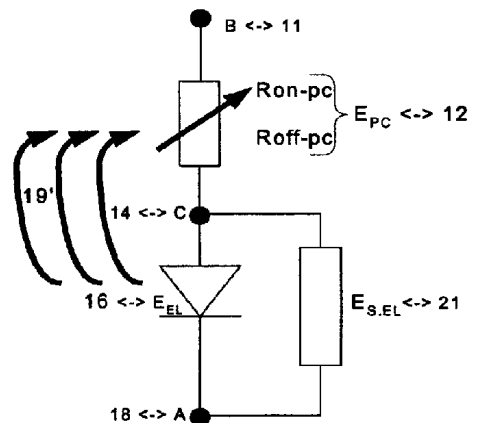 B <-> 11
Ron-pc
Roff-pc
E_PC <-> 12
19'
14 <-> C
16 <-> E_EL
E_S.EL <-> 21
18 <-> A